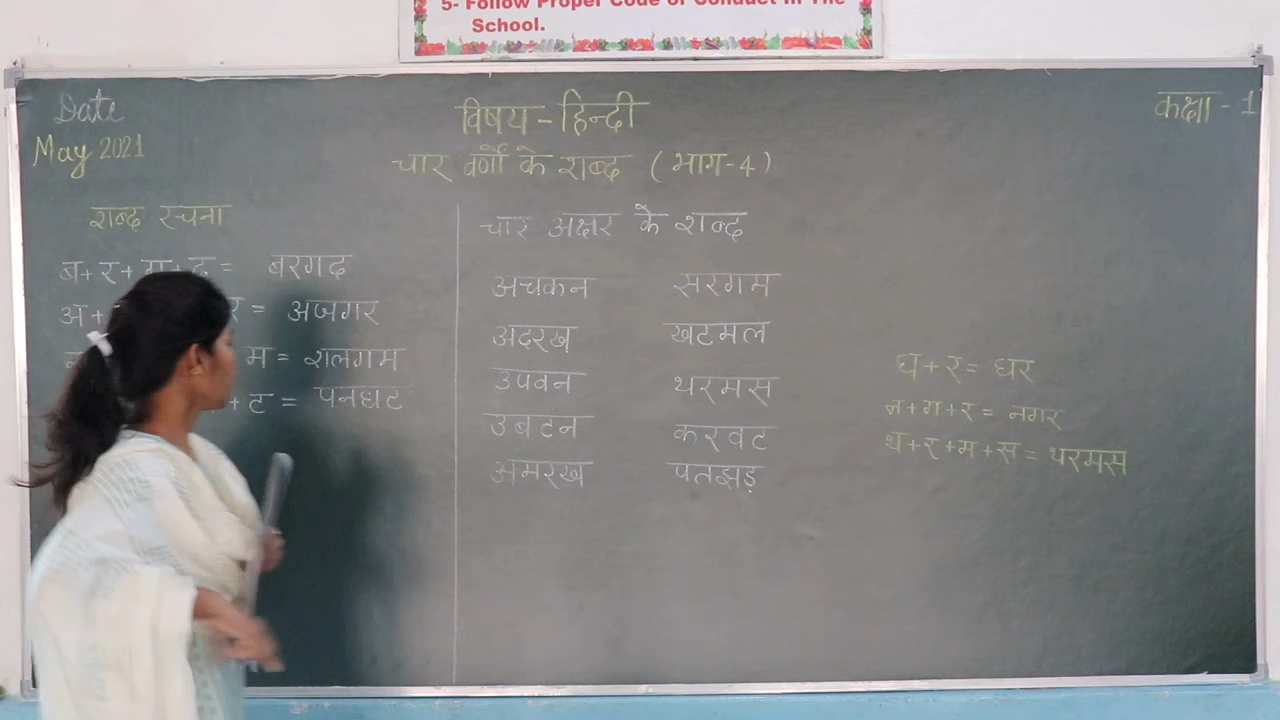 5- Follow Proper Code of Conduct in The
School.
Date
May 2021
विषय - हिन्दी
कक्षा - 1
चार वर्णों के शब्द (भाग-4)
शब्द रचना
ब + र + ग + द = बरगद
अ + र = अजगर
म = शलगम
+ ट = पनघट
चार अक्षर के शब्द
अचकन सरगम
अदरख खटमल
उपवन थरमस
उबटन करवट
अमरख पतझड़
घ + र = घर
न + ग + र = नगर
थ + र + म + स = थरमस